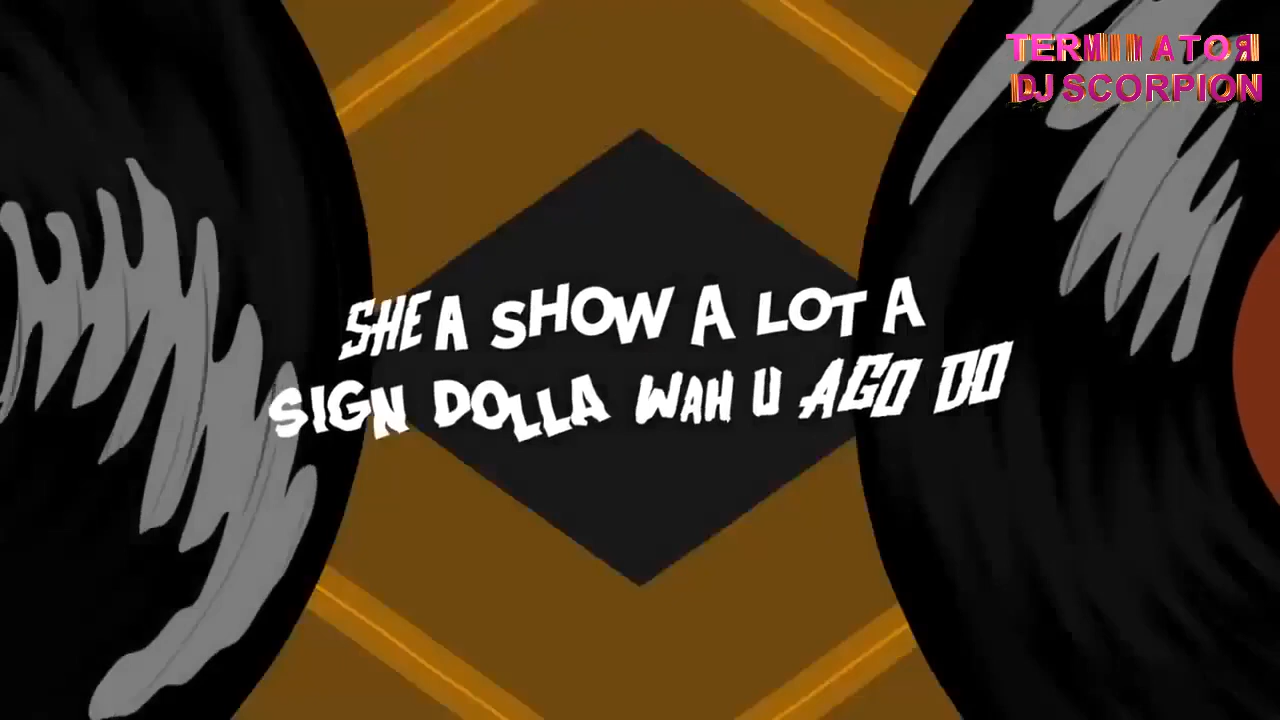 TERMINATOR
DJ SCORPION
SHE A SHOW A LOT A
SIGN DOLLA WAH U AGO DO